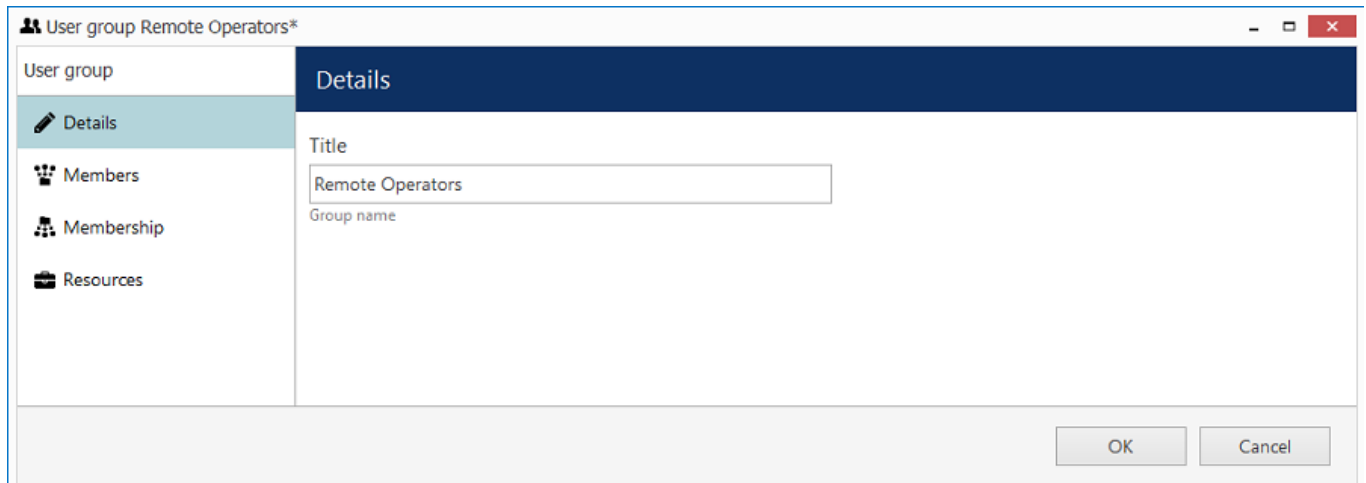 User group Remote Operators*
User group
Details
Members
Membership
Resources
Details
Title
Remote Operators
Group name
OK
Cancel